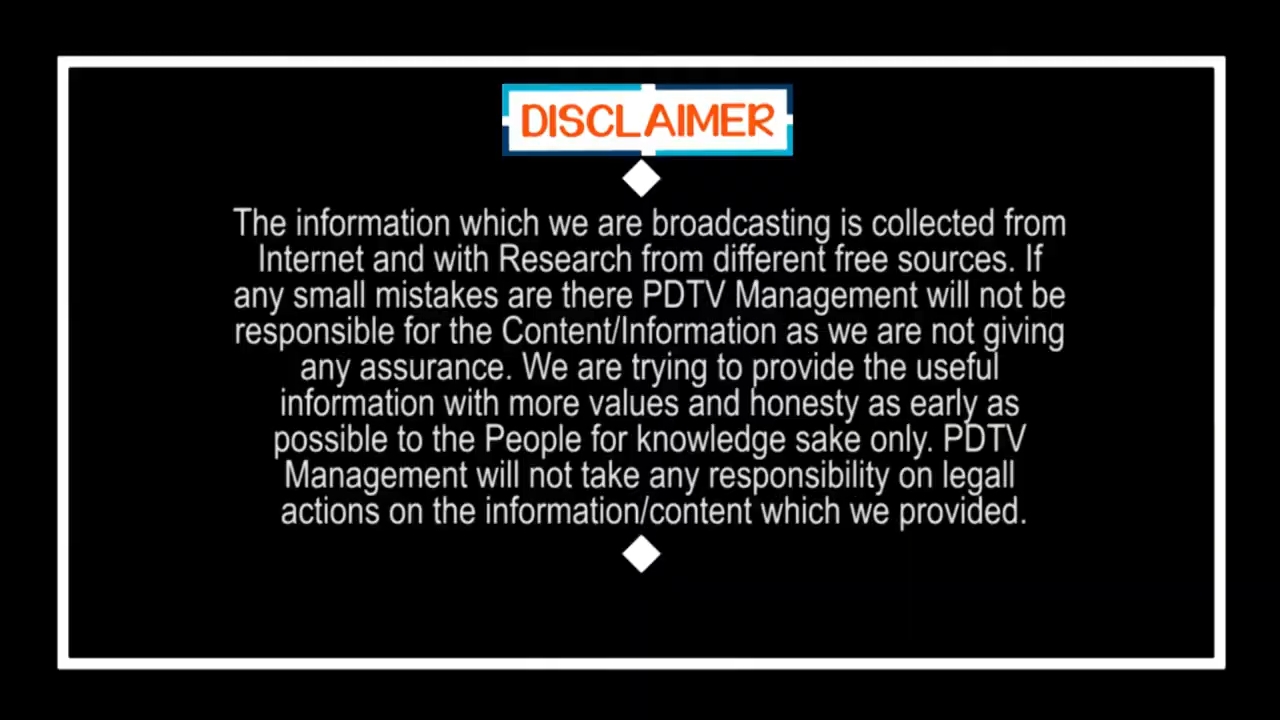 DISCLAIMER
The information which we are broadcasting is collected from
Internet and with Research from different free sources. If
any small mistakes are there PDTV Management will not be
responsible for the Content/Information as we are not giving
any assurance. We are trying to provide the useful
information with more values and honesty as early as
possible to the People for knowledge sake only. PDTV
Management will not take any responsibility on legall
actions on the information/content which we provided.